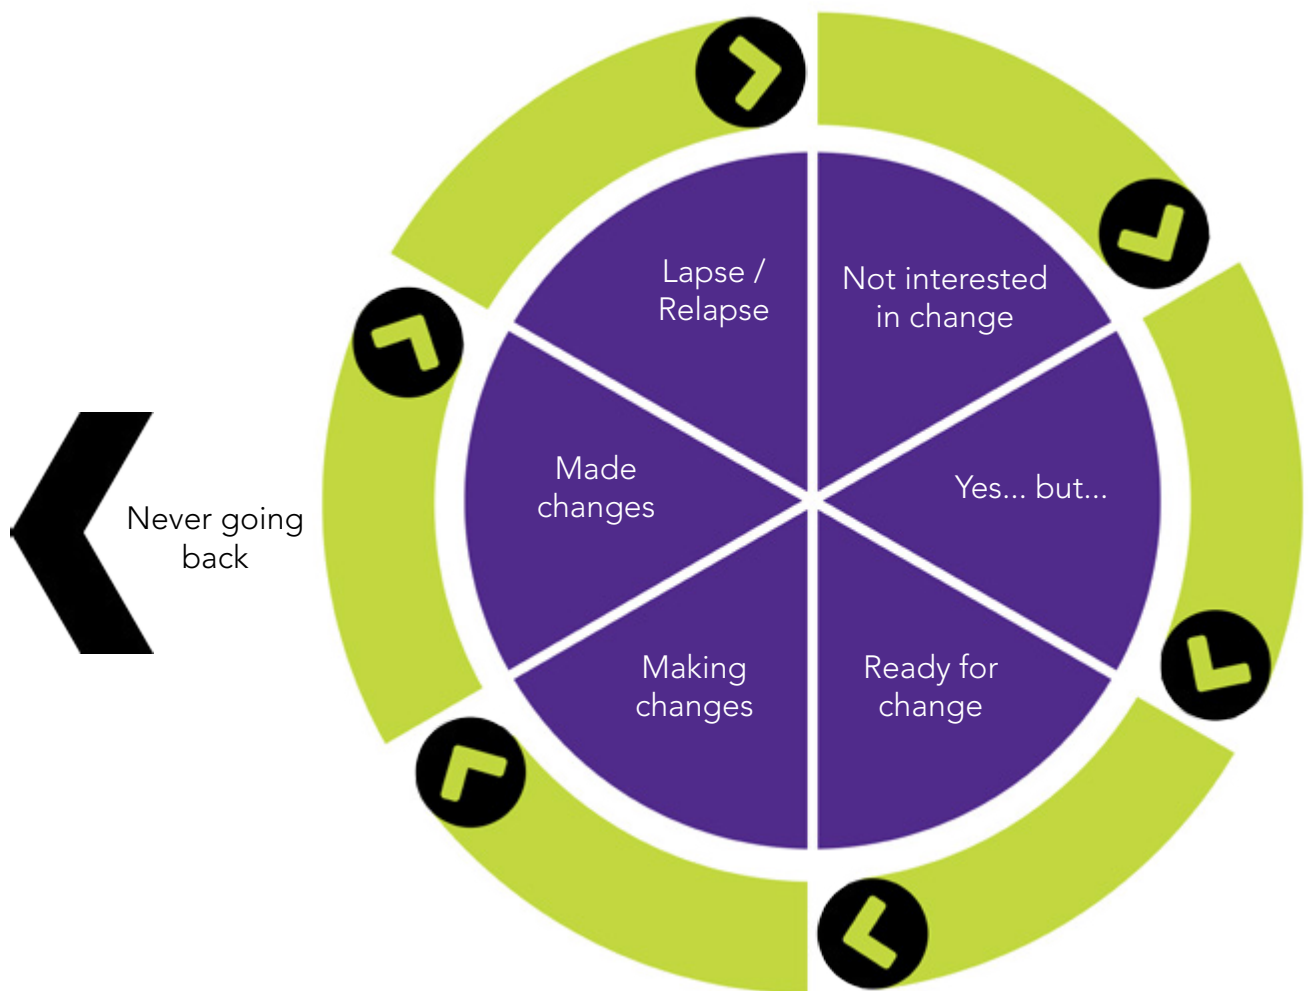 Lapse /
Relapse
Not interested
in change
Made
changes
Yes... but...
Never going
back
Making
changes
Ready for
change